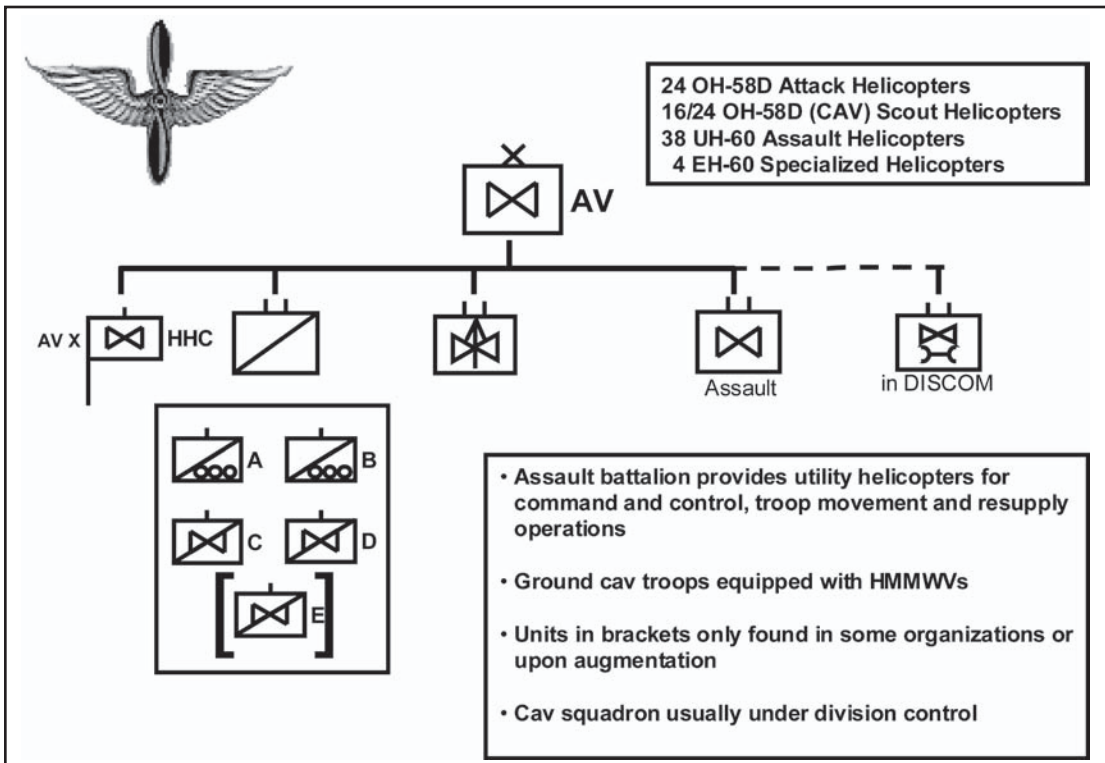 24 OH-58D Attack Helicopters
16/24 OH-58D (CAV) Scout Helicopters
38 UH-60 Assault Helicopters
4 EH-60 Specialized Helicopters
AV
AV X
HHC
Assault
in DISCOM
A
B
C
D
E
• Assault battalion provides utility helicopters for
command and control, troop movement and resupply
operations
• Ground cav troops equipped with HMMWVs
• Units in brackets only found in some organizations or
upon augmentation
• Cav squadron usually under division control